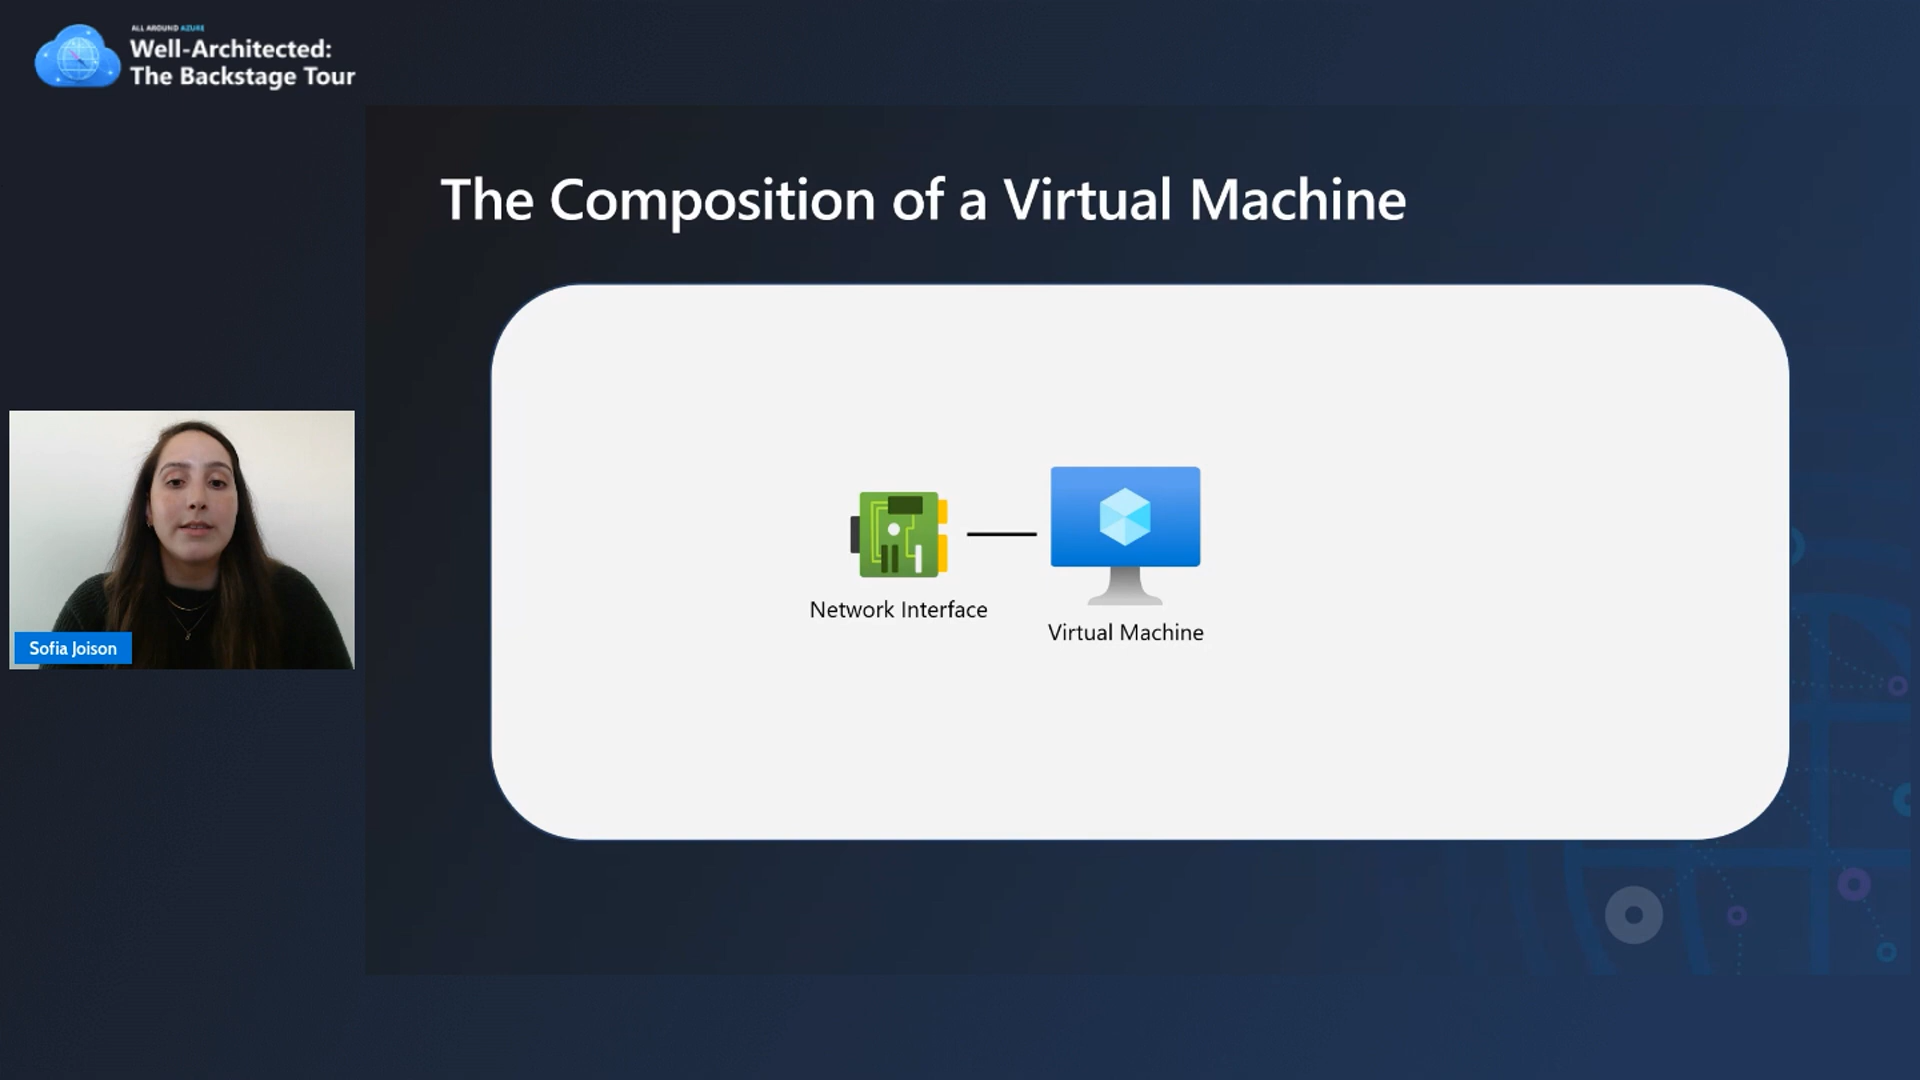 ALL AROUND AZURE
Well-Architected:
The Backstage Tour
The Composition of a Virtual Machine
Network Interface
Virtual Machine
Sofia Joison